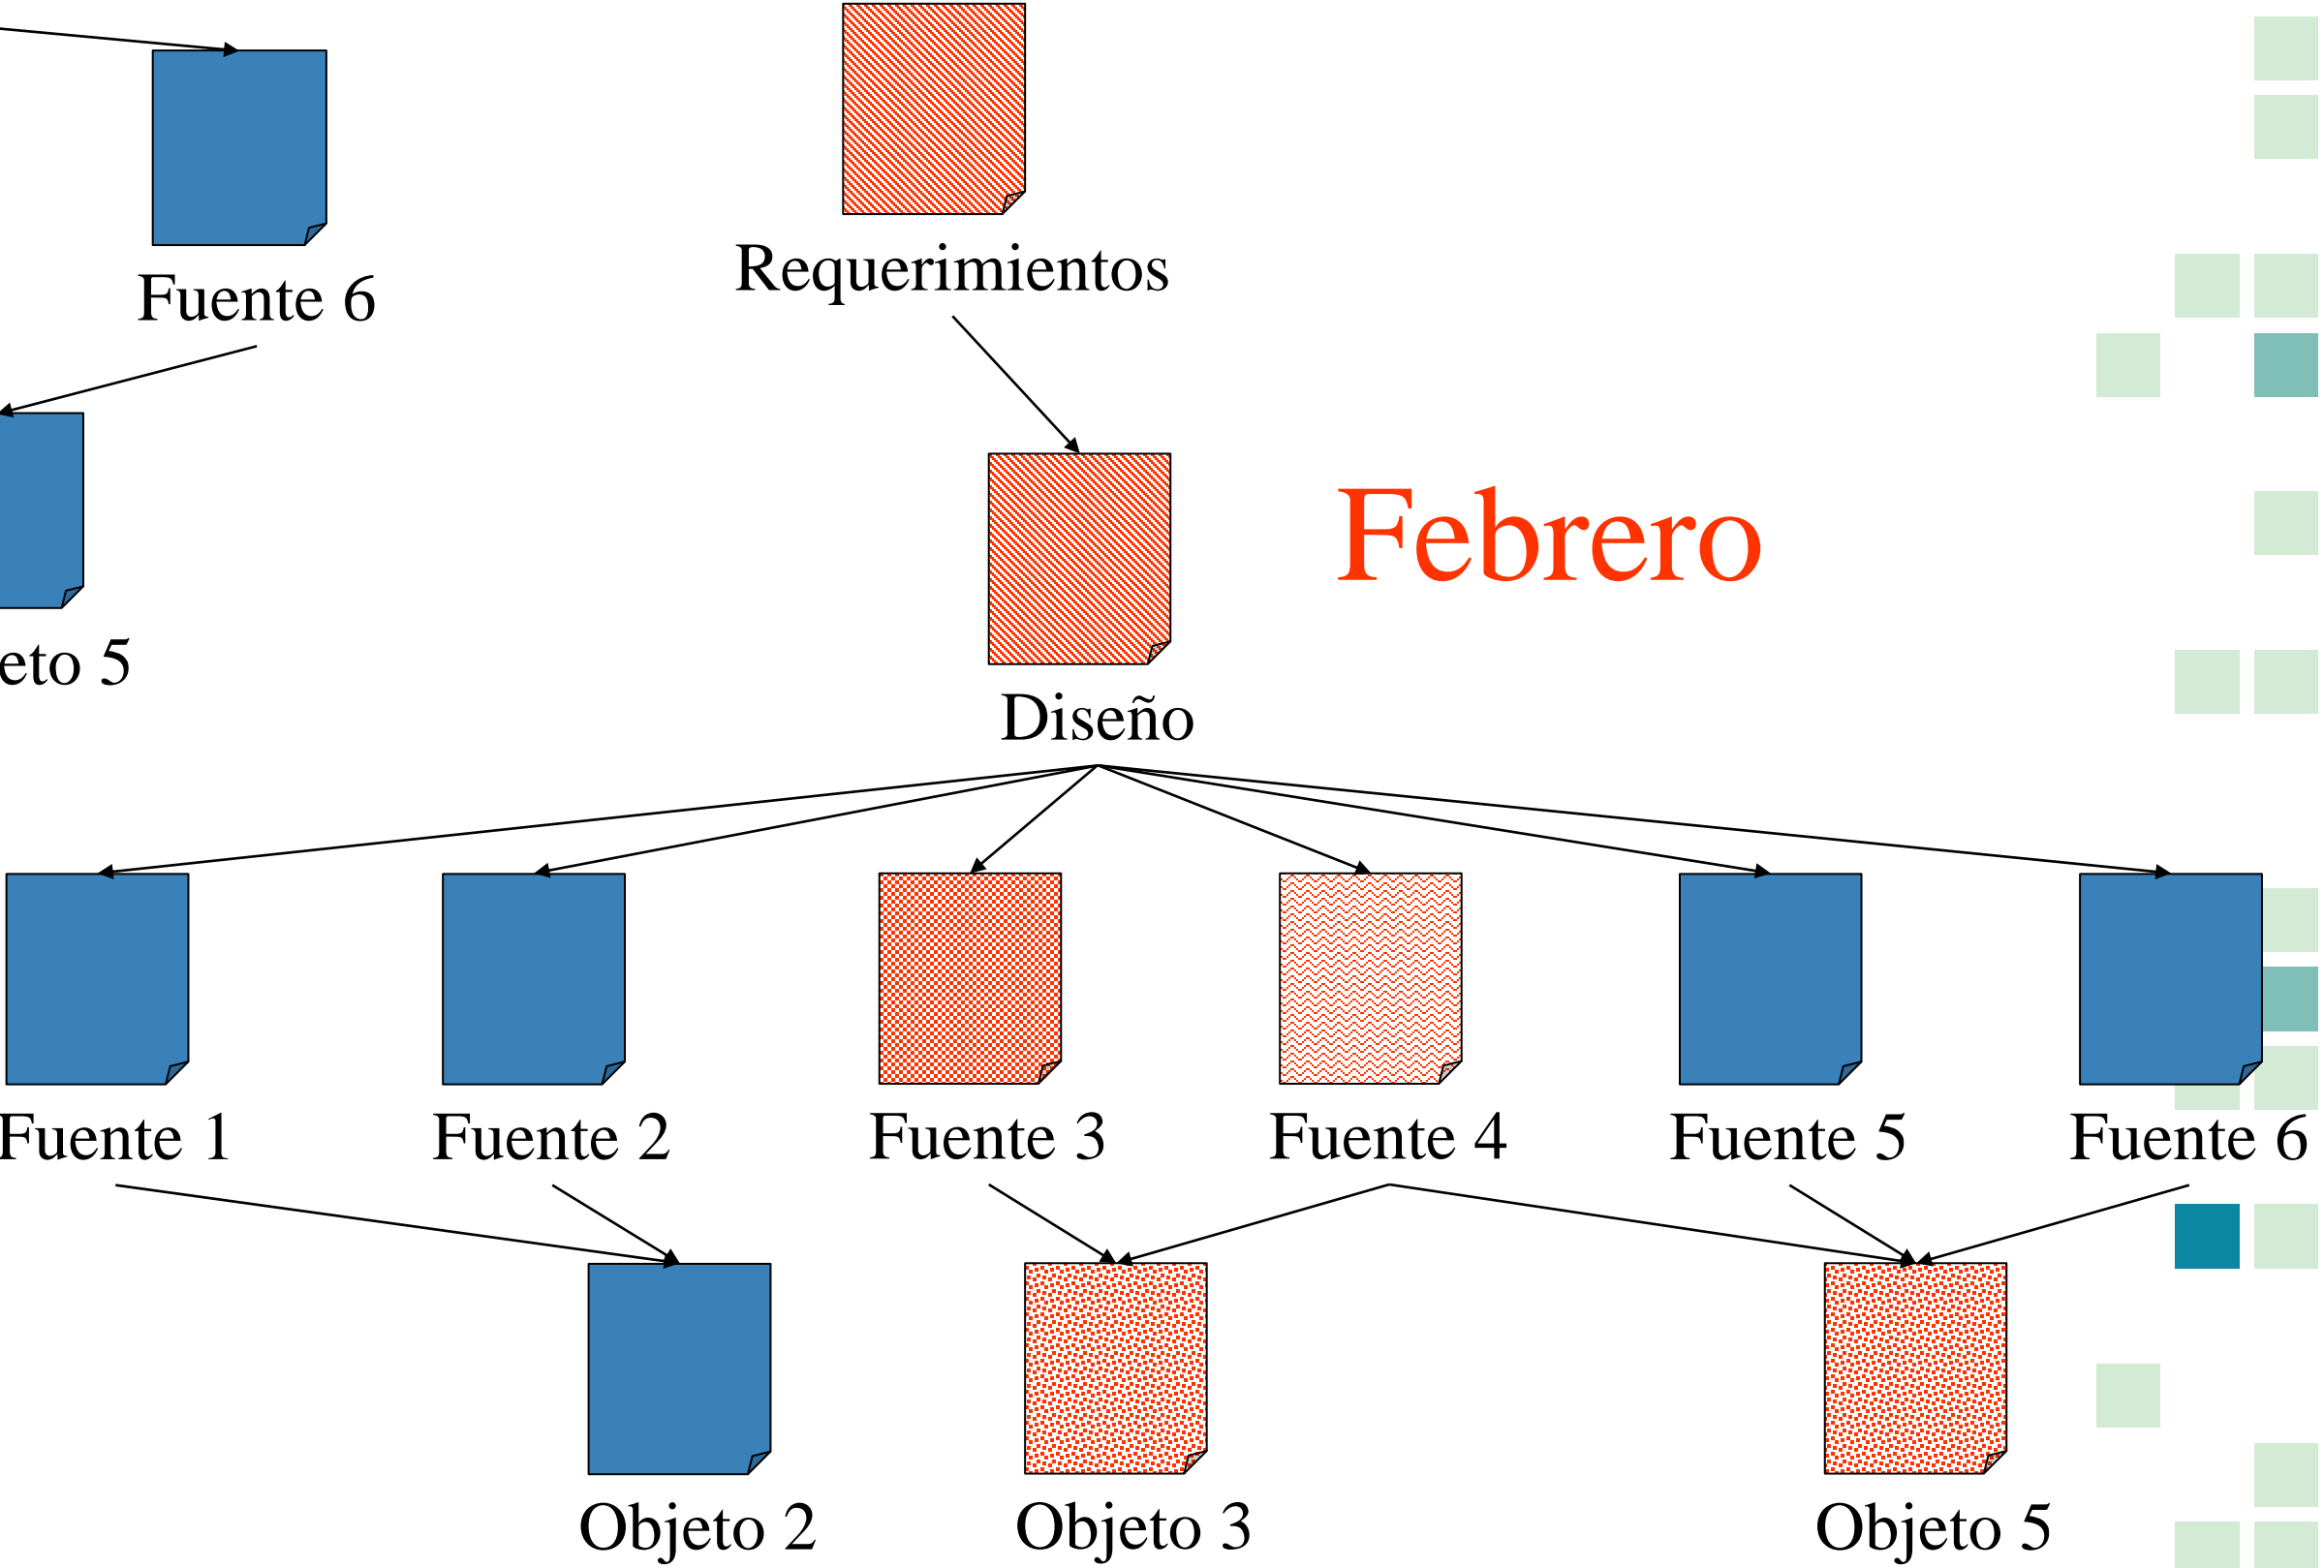 Fuente 6
Requerimientos
Febrero
eto 5
Diseño
Fuente 1
Fuente 2
Fuente 3
Fuente 4
Fuente 5
Fuente 6
Objeto 2
Objeto 3
Objeto 5